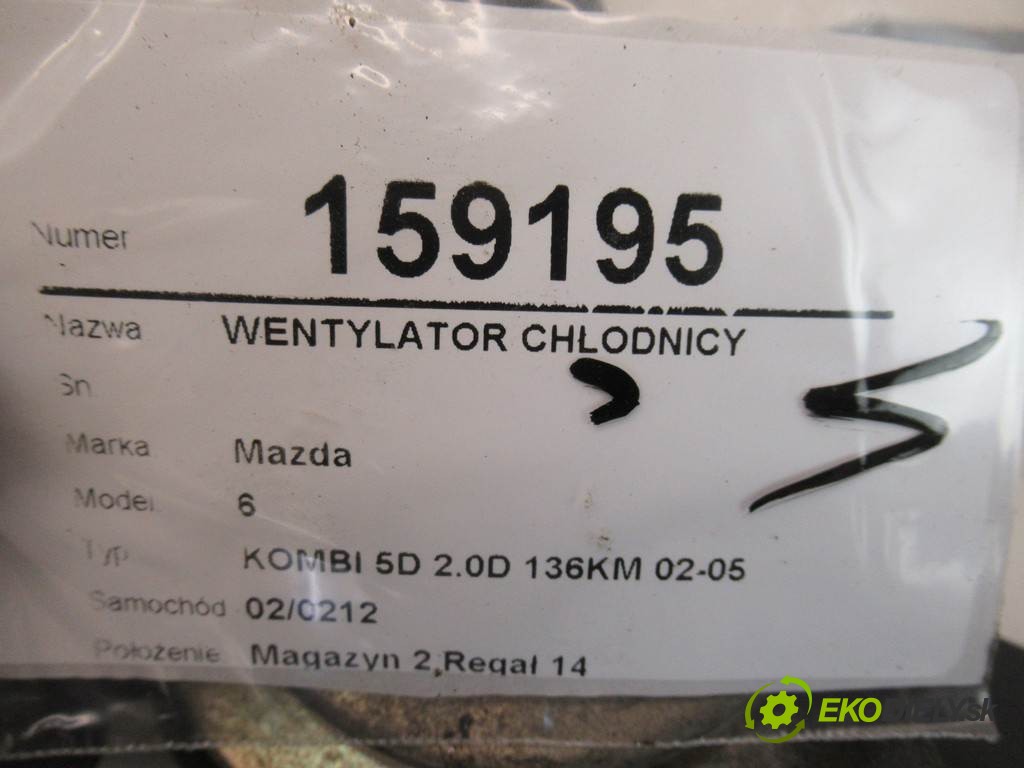 Numer 159195
Nazwa WENTYLATOR CHŁODNICY
Sn
Marka Mazda
Model 6
Typ KOMBI 5D 2.0D 136KM 02-05
Samochód 02/0212
Położenie Magazyn 2,Regał 14
EKO